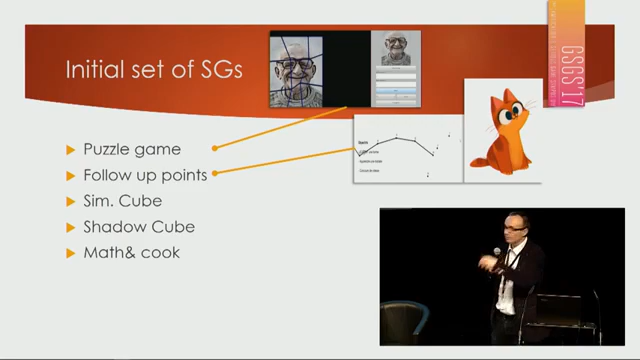 Initial set of SGs
GSGS'17
Puzzle game
Follow up points
Sim. Cube
Shadow Cube
Math& cook